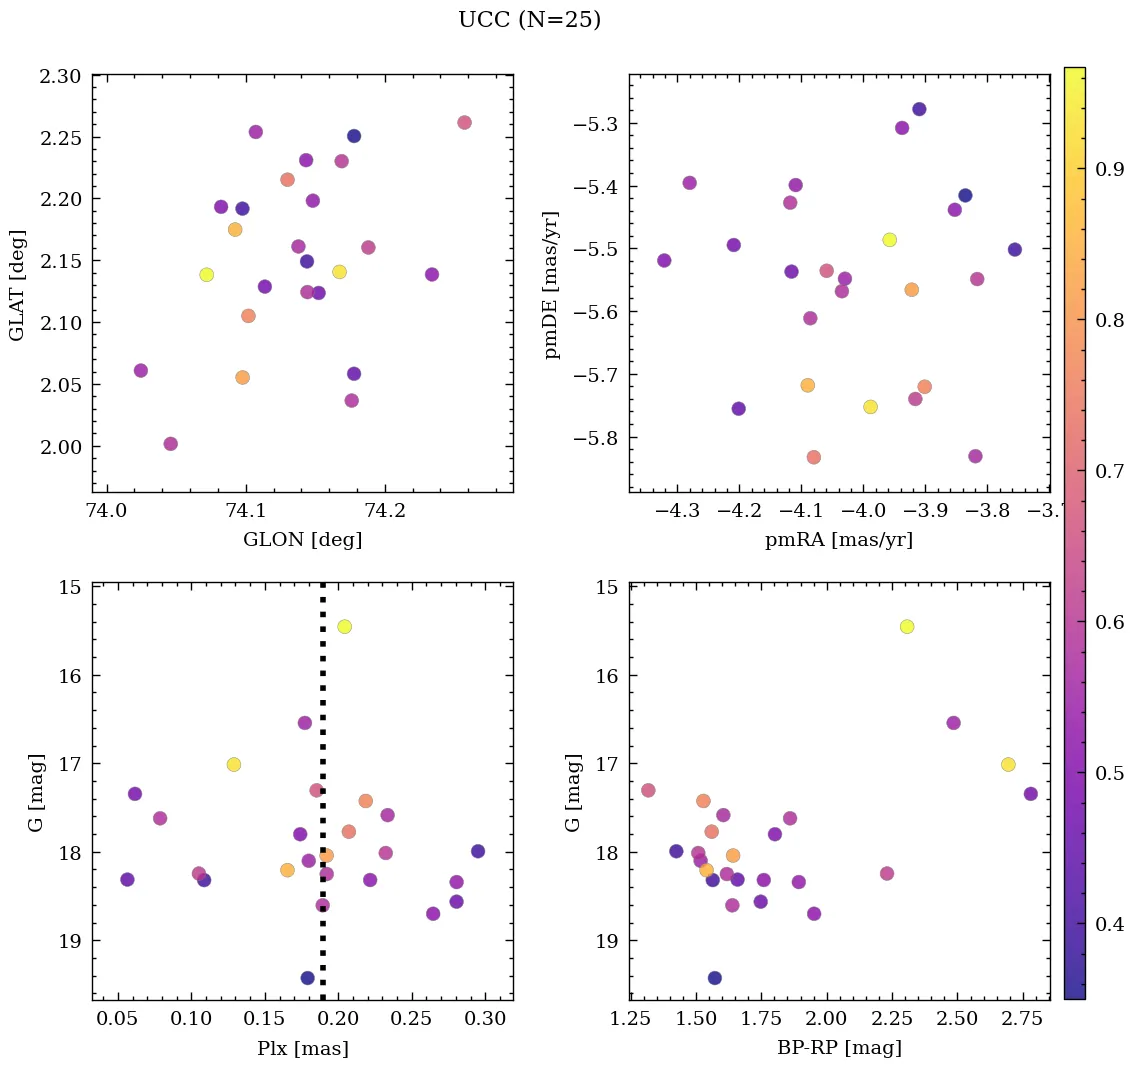 UCC (N=25)
2.30
2.25
2.20
2.15
2.10
2.05
2.00
GLAT [deg]
74.0 74.1 74.2
GLON [deg]
−5.3
−5.4
−5.5
−5.6
−5.7
−5.8
pmDE [mas/yr]
−4.3 −4.2 −4.1 −4.0 −3.9 −3.8 −3.7
pmRA [mas/yr]
15
16
17
18
19
G [mag]
0.05 0.10 0.15 0.20 0.25 0.30
Plx [mas]
15
16
17
18
19
G [mag]
1.25 1.50 1.75 2.00 2.25 2.50 2.75
BP-RP [mag]
0.9
0.8
0.7
0.6
0.5
0.4